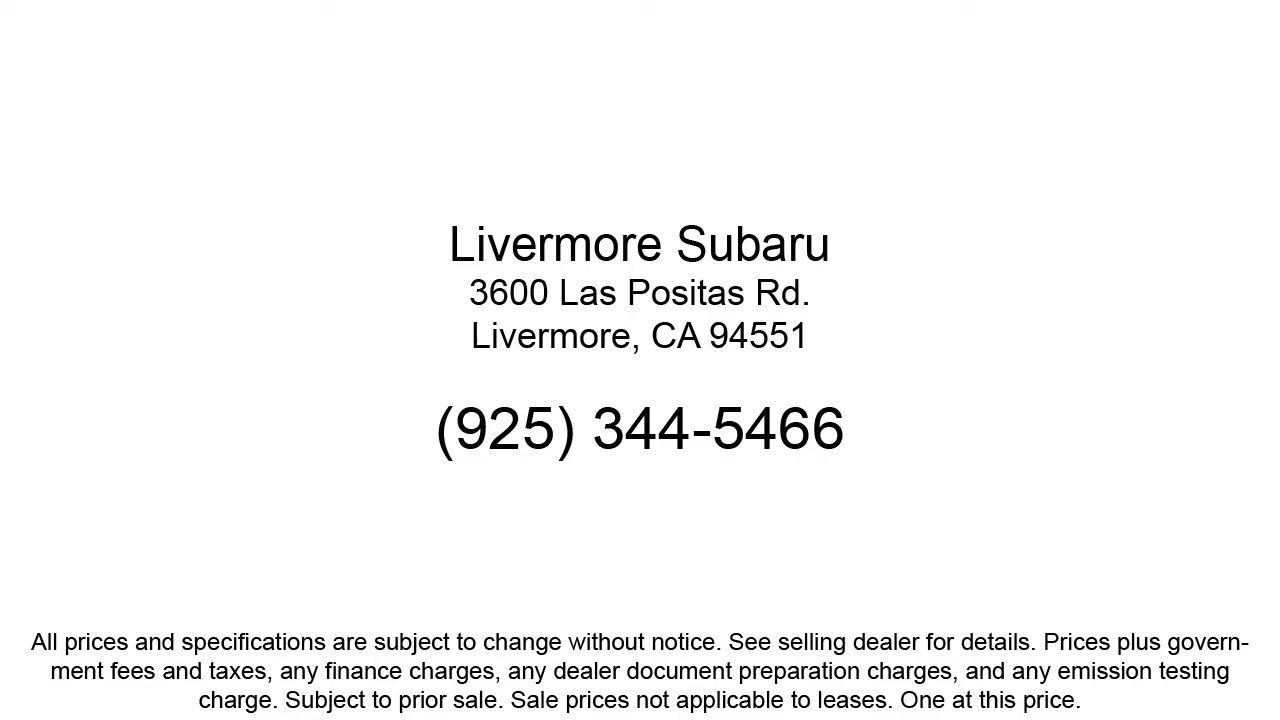 Livermore Subaru
3600 Las Positas Rd.
Livermore, CA 94551
(925) 344-5466
All prices and specifications are subject to change without notice. See selling dealer for details. Prices plus govern-
ment fees and taxes, any finance charges, any dealer document preparation charges, and any emission testing
charge. Subject to prior sale. Sale prices not applicable to leases. One at this price.